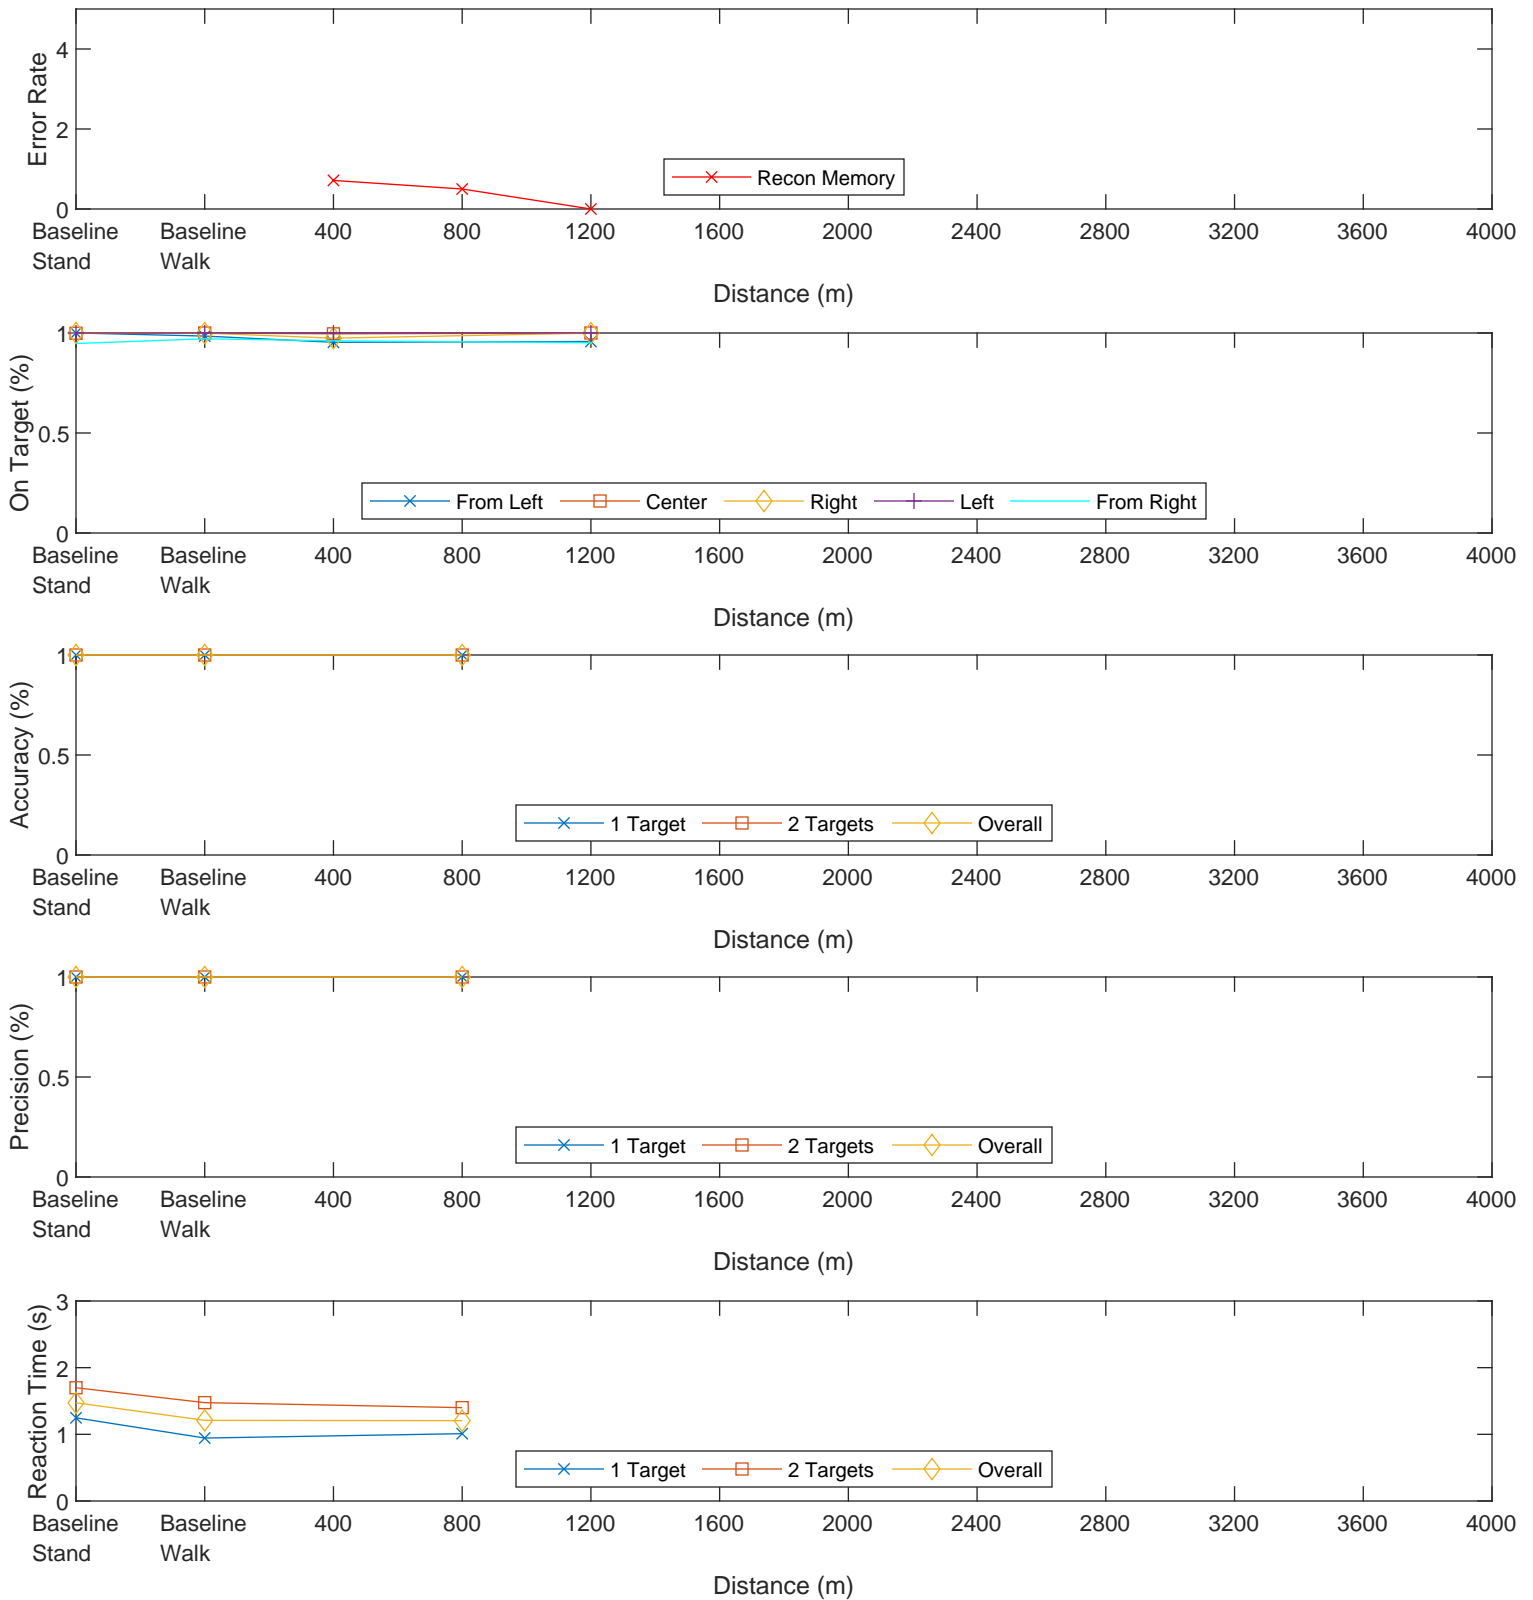 4
2
0
Error Rate
Recon Memory
Baseline Stand
Baseline Walk
400 800 1200 1600 2000 2400 2800 3200 3600 4000
Distance (m)
1
0.5
0
On Target (%)
From Left Center Right Left From Right
Baseline Stand
Baseline Walk
400 800 1200 1600 2000 2400 2800 3200 3600 4000
Distance (m)
1
0.5
0
Accuracy (%)
1 Target 2 Targets Overall
Baseline Stand
Baseline Walk
400 800 1200 1600 2000 2400 2800 3200 3600 4000
Distance (m)
1
0.5
0
Precision (%)
1 Target 2 Targets Overall
Baseline Stand
Baseline Walk
400 800 1200 1600 2000 2400 2800 3200 3600 4000
Distance (m)
3
2
1
0
Reaction Time (s)
1 Target 2 Targets Overall
Baseline Stand
Baseline Walk
400 800 1200 1600 2000 2400 2800 3200 3600 4000
Distance (m)